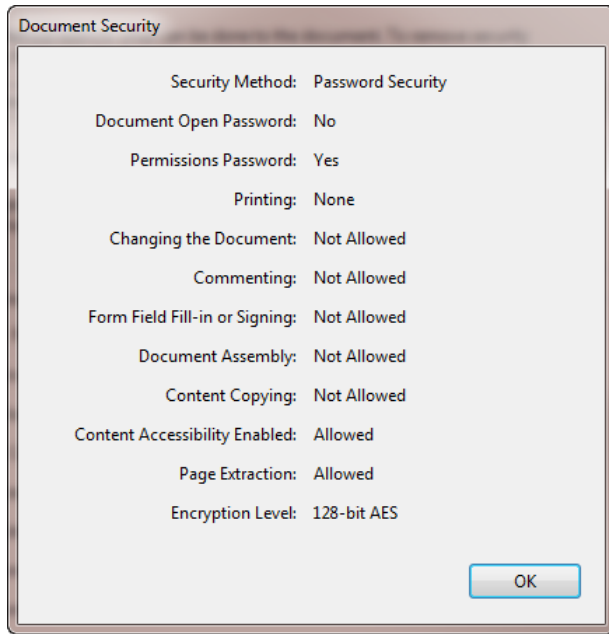 Document Security
Security Method: Password Security
Document Open Password: No
Permissions Password: Yes
Printing: None
Changing the Document: Not Allowed
Commenting: Not Allowed
Form Field Fill-in or Signing: Not Allowed
Document Assembly: Not Allowed
Content Copying: Not Allowed
Content Accessibility Enabled: Allowed
Page Extraction: Allowed
Encryption Level: 128-bit AES
OK